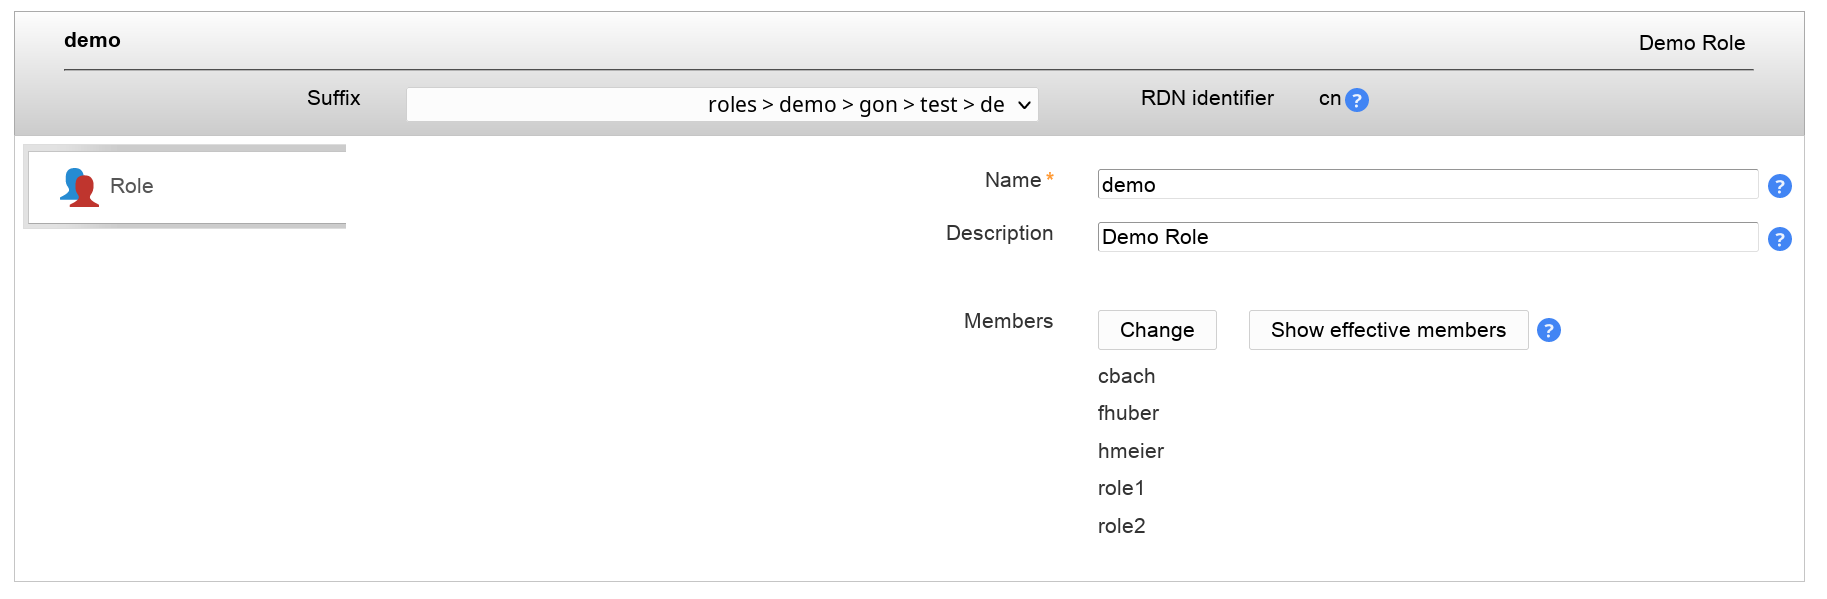 demo
Demo Role
Suffix roles > demo > gon > test > de RDN identifier cn ?
Role
Name * demo ?
Description Demo Role ?
Members Change Show effective members ?
cbach
fhuber
hmeier
role1
role2